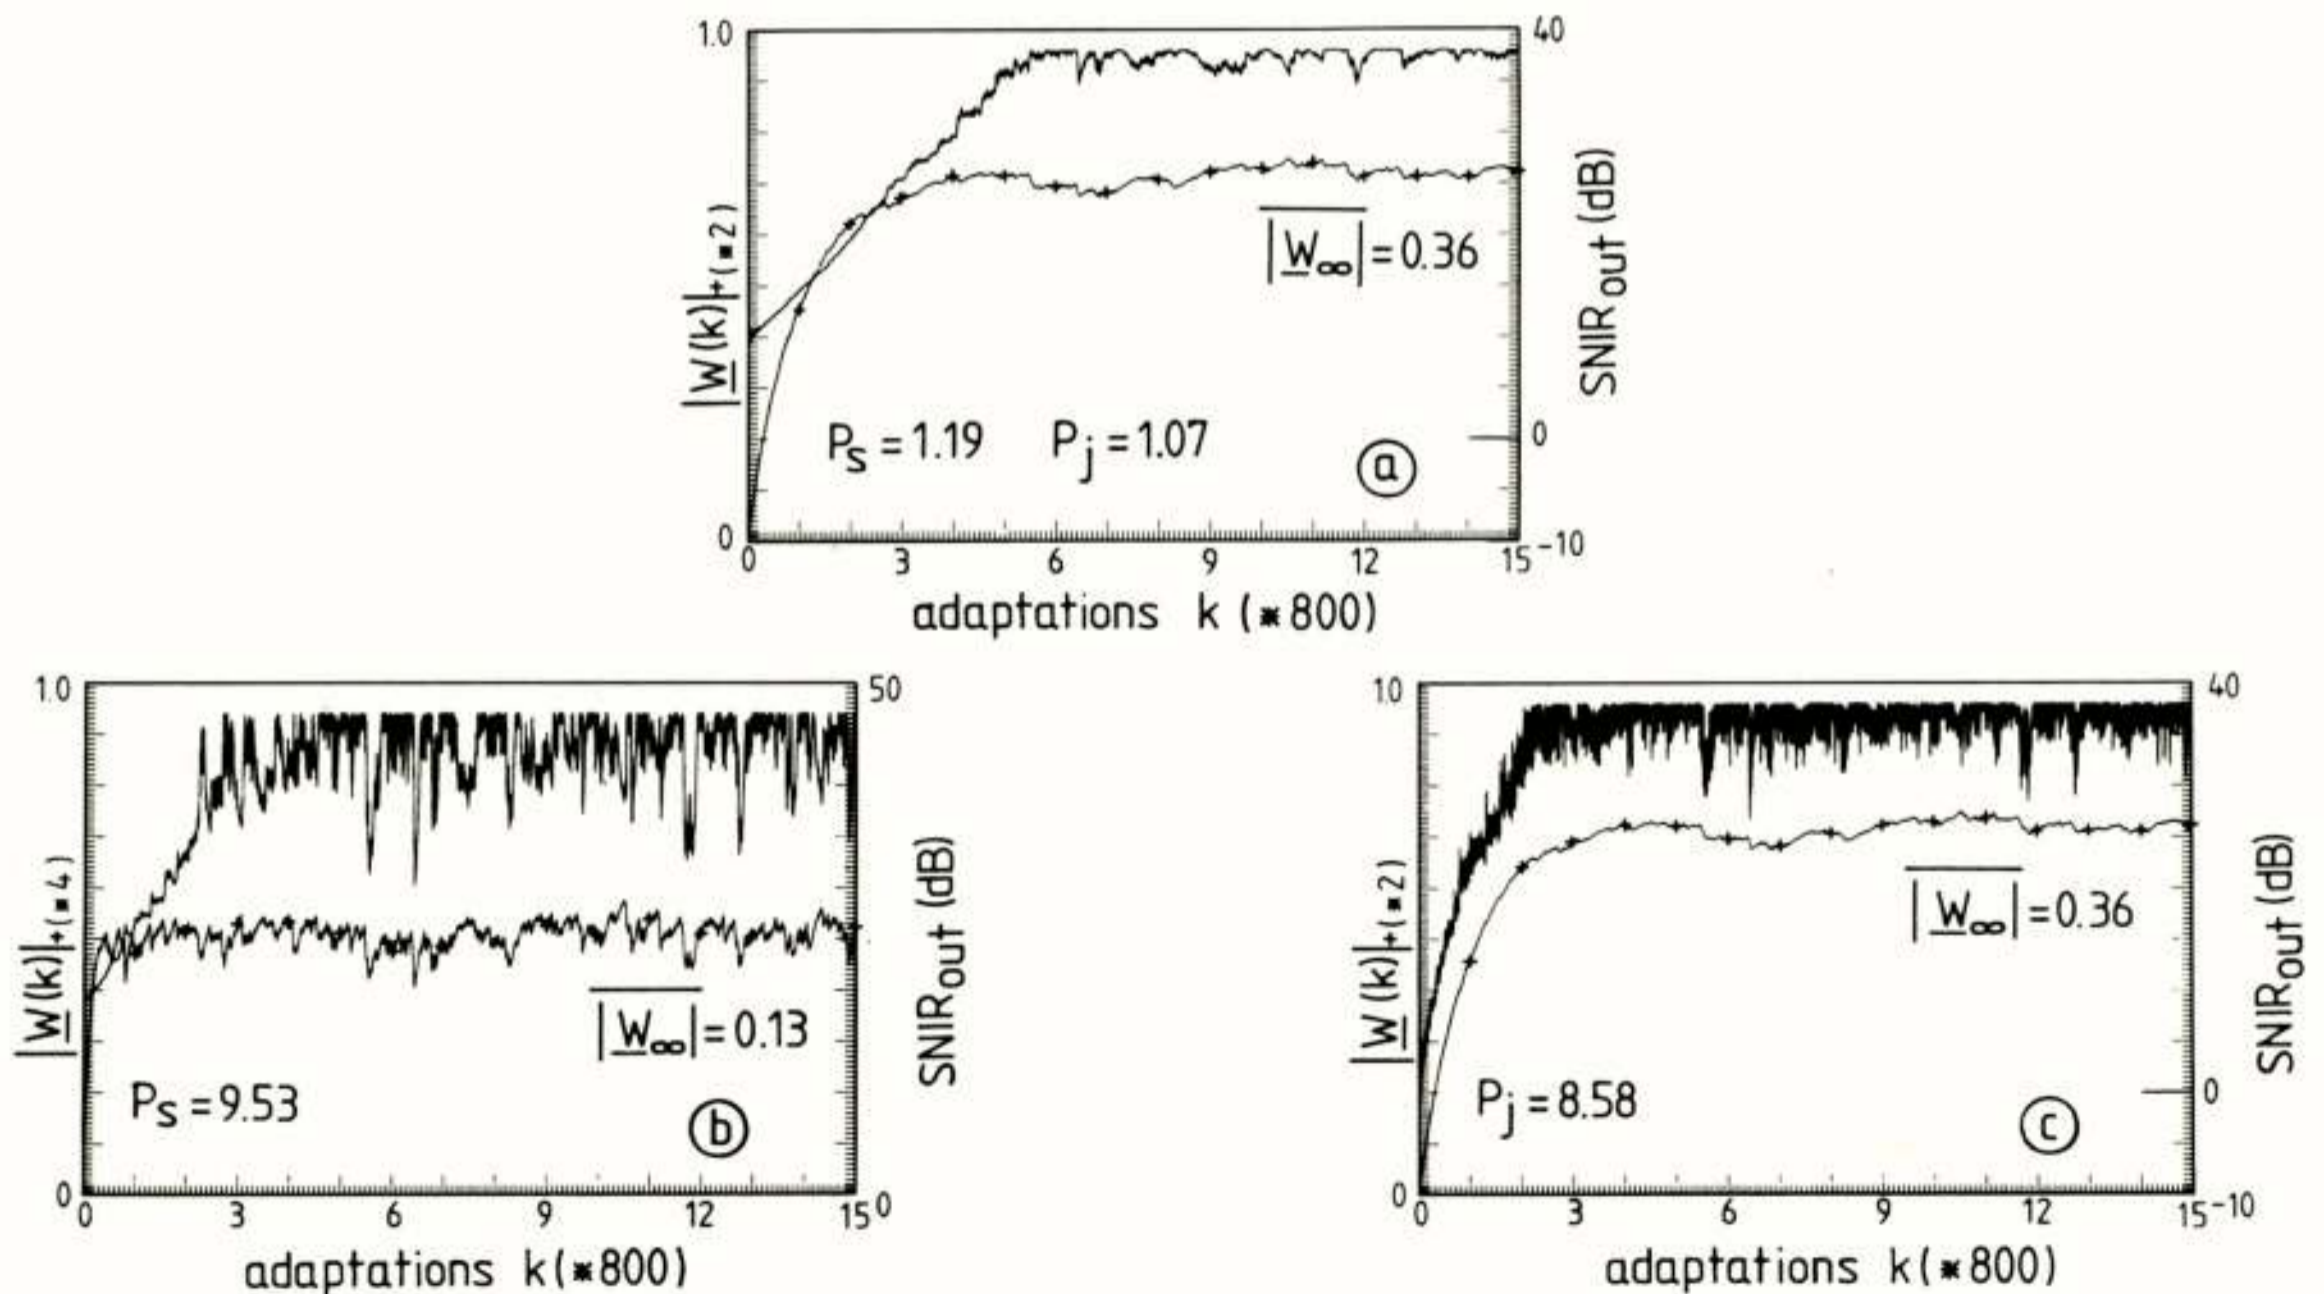 1.0
40
|W(k)|+(*2)
SNIRout (dB)
|W∞| = 0.36
Ps = 1.19 Pj = 1.07
a
0
0
-10
0 3 6 9 12 15
adaptations k (*800)
1.0
50
|W(k)|+(*4)
SNIRout (dB)
|W∞| = 0.13
Ps = 9.53
b
0
0
0 3 6 9 12 15
adaptations k (*800)
1.0
40
|W(k)|+(*2)
SNIRout (dB)
|W∞| = 0.36
Pj = 8.58
c
0
0
-10
0 3 6 9 12 15
adaptations k (*800)